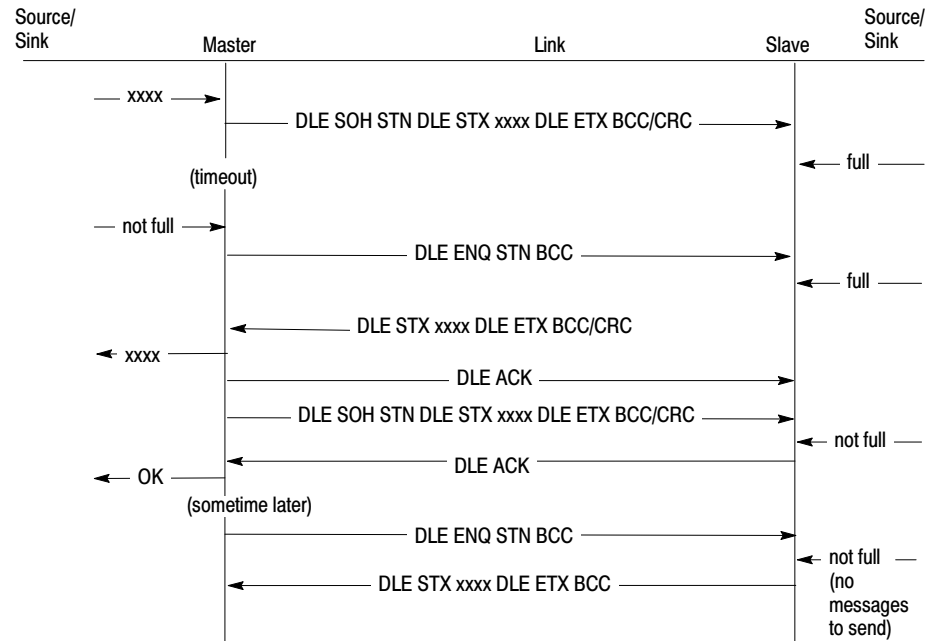 Source/
Sink
Master
Link
Slave
Source/
Sink
xxxx
DLE SOH STN DLE STX xxxx DLE ETX BCC/CRC
full
(timeout)
not full
DLE ENQ STN BCC
full
DLE STX xxxx DLE ETX BCC/CRC
xxxx
DLE ACK
DLE SOH STN DLE STX xxxx DLE ETX BCC/CRC
not full
DLE ACK
OK
(sometime later)
DLE ENQ STN BCC
not full
(no
messages
to send)
DLE STX xxxx DLE ETX BCC